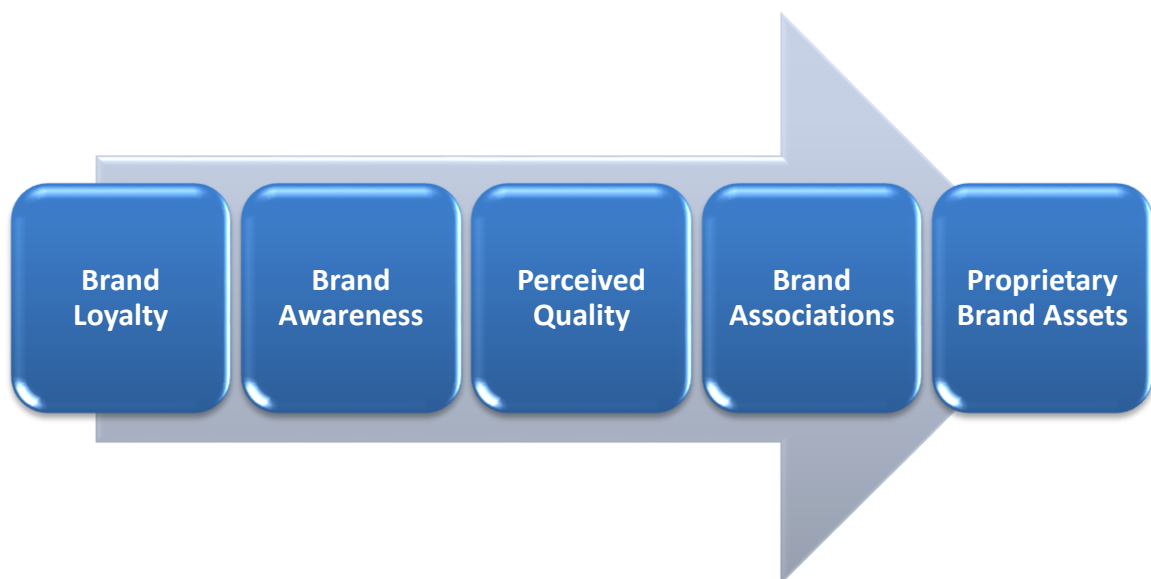 Brand
Loyalty
Brand
Awareness
Perceived
Quality
Brand
Associations
Proprietary
Brand Assets